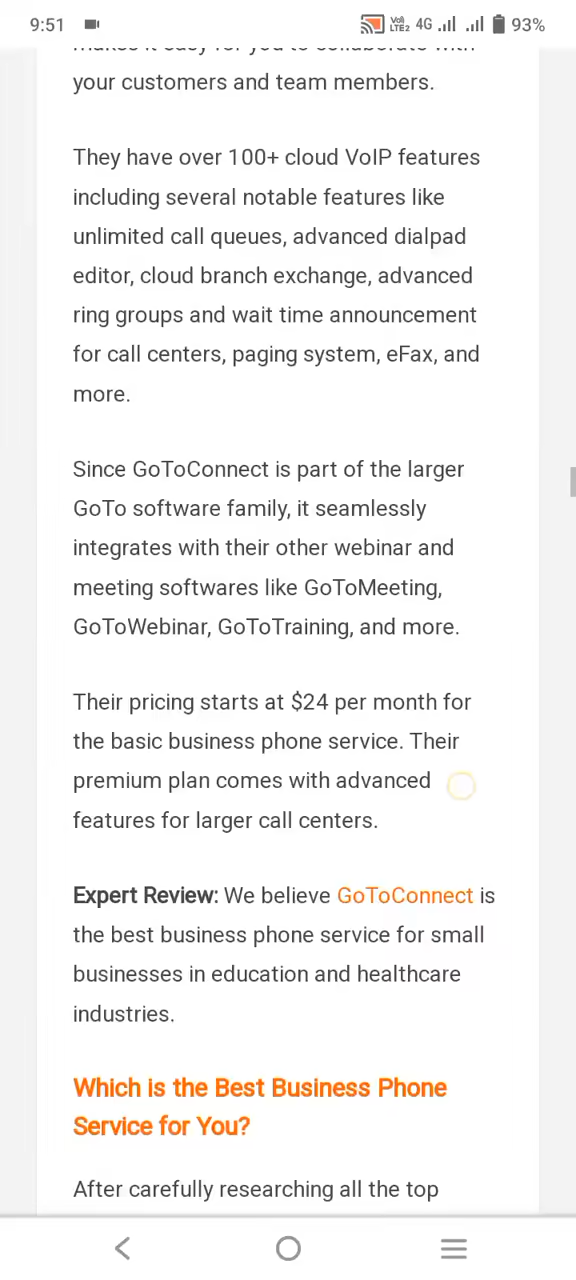 9:51
Vo))
LTE2
4G
93%
your customers and team members.
They have over 100+ cloud VoIP features
including several notable features like
unlimited call queues, advanced dialpad
editor, cloud branch exchange, advanced
ring groups and wait time announcement
for call centers, paging system, eFax, and
more.
Since GoToConnect is part of the larger
GoTo software family, it seamlessly
integrates with their other webinar and
meeting softwares like GoToMeeting,
GoToWebinar, GoToTraining, and more.
Their pricing starts at $24 per month for
the basic business phone service. Their
premium plan comes with advanced
features for larger call centers.
Expert Review: We believe GoToConnect is
the best business phone service for small
businesses in education and healthcare
industries.
Which is the Best Business Phone
Service for You?
After carefully researching all the top